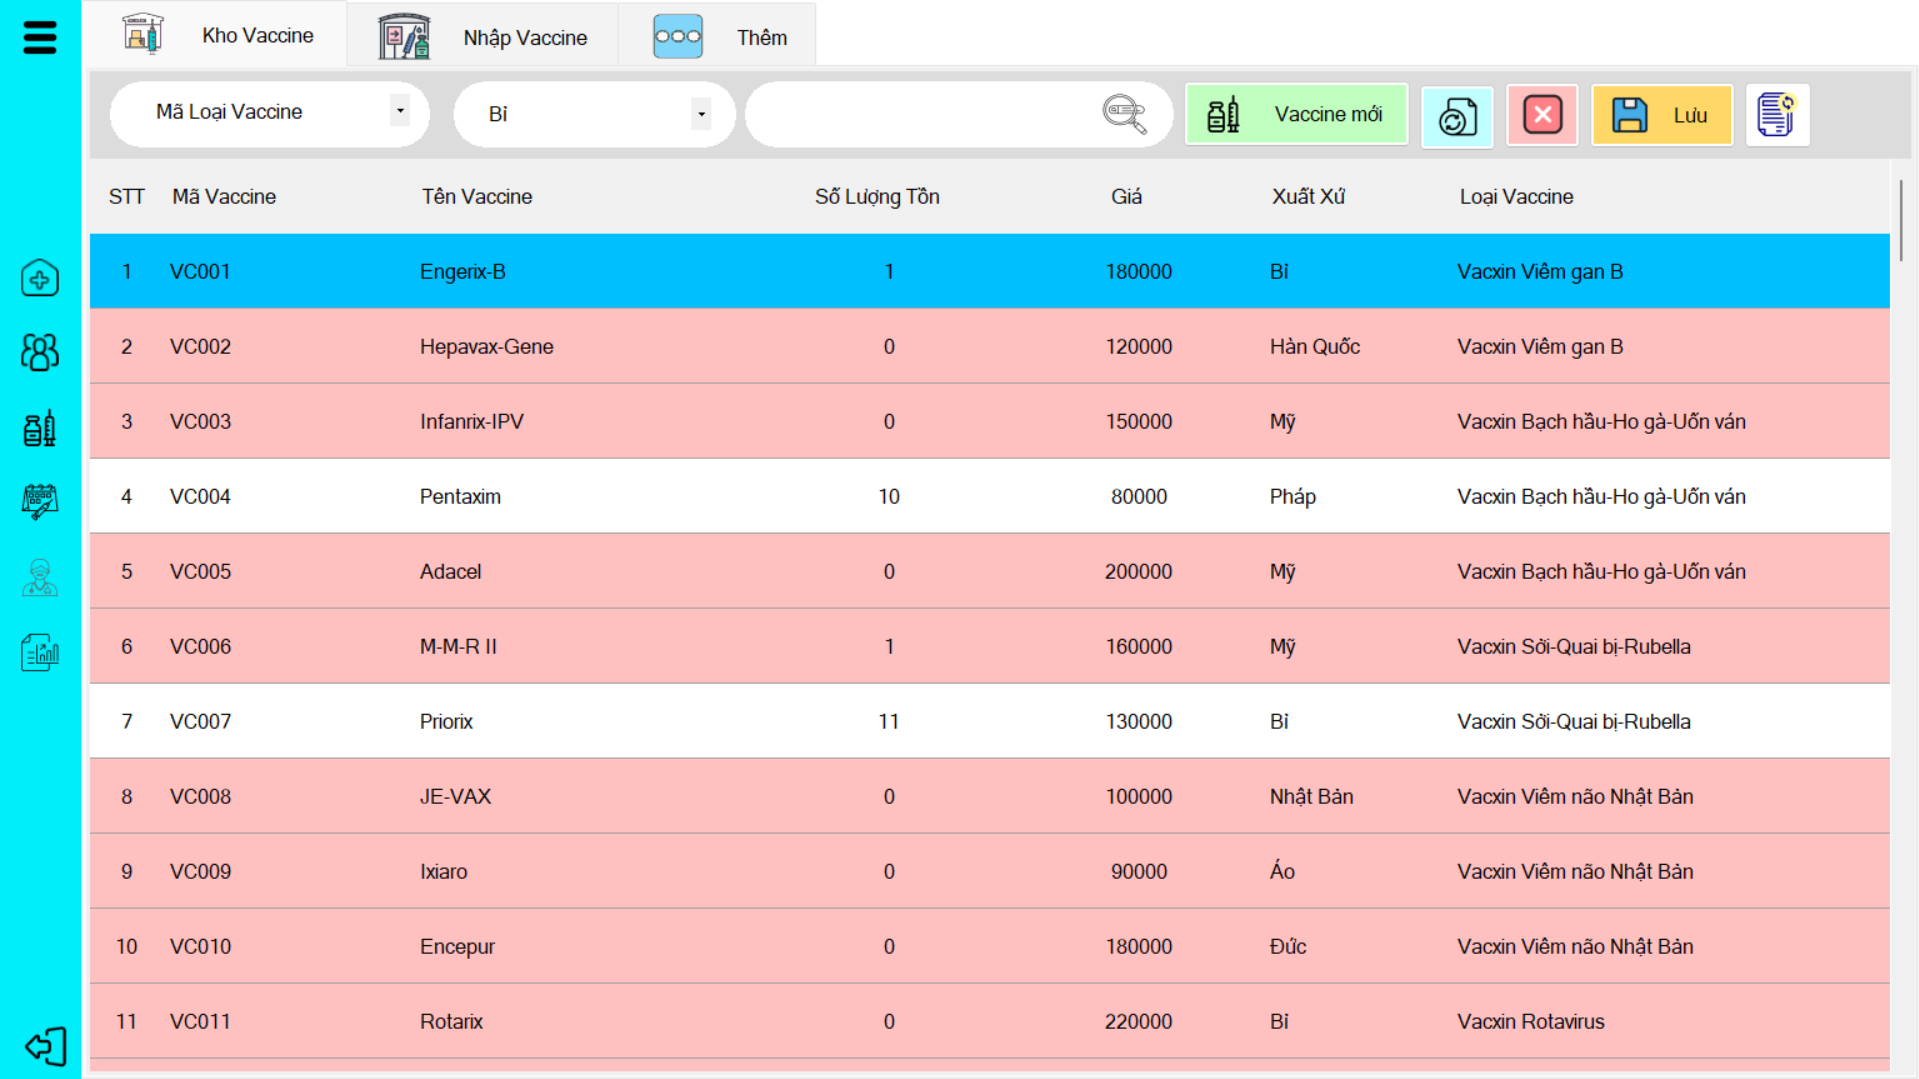 Kho Vaccine
Nhập Vaccine
Thêm
Mã Loại Vaccine
Bỉ
Vaccine mới
Lưu
STT Mã Vaccine Tên Vaccine Số Lượng Tồn Giá Xuất Xứ Loại Vaccine
1 VC001 Engerix-B 1 180000 Bỉ Vacxin Viêm gan B
2 VC002 Hepavax-Gene 0 120000 Hàn Quốc Vacxin Viêm gan B
3 VC003 Infanrix-IPV 0 150000 Mỹ Vacxin Bạch hầu-Ho gà-Uốn ván
4 VC004 Pentaxim 10 80000 Pháp Vacxin Bạch hầu-Ho gà-Uốn ván
5 VC005 Adacel 0 200000 Mỹ Vacxin Bạch hầu-Ho gà-Uốn ván
6 VC006 M-M-R II 1 160000 Mỹ Vacxin Sởi-Quai bị-Rubella
7 VC007 Priorix 11 130000 Bỉ Vacxin Sởi-Quai bị-Rubella
8 VC008 JE-VAX 0 100000 Nhật Bản Vacxin Viêm não Nhật Bản
9 VC009 Ixiaro 0 90000 Áo Vacxin Viêm não Nhật Bản
10 VC010 Encepur 0 180000 Đức Vacxin Viêm não Nhật Bản
11 VC011 Rotarix 0 220000 Bỉ Vacxin Rotavirus